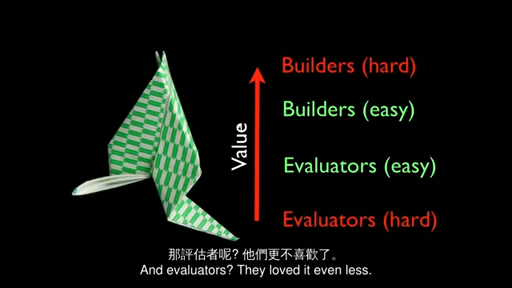 Builders (hard)
Builders (easy)
Value
Evaluators (easy)
Evaluators (hard)
那評估者呢? 他們更不喜歡了。
And evaluators? They loved it even less.